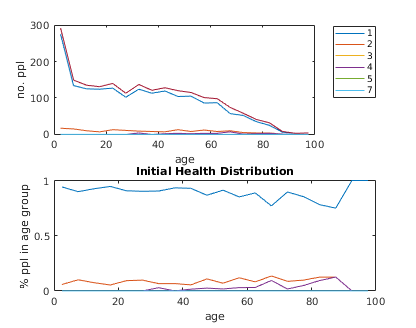 300
200
100
0
no. ppl
0 20 40 60 80 100
age
1
2
3
4
5
7
Initial Health Distribution
1
0.5
0
% ppl in age group
0 20 40 60 80 100
age